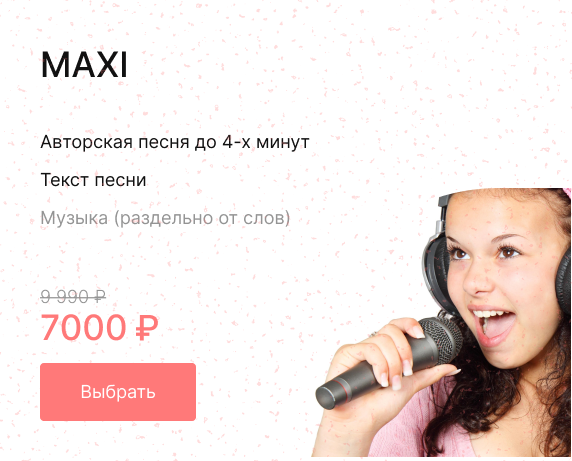 MAXI
Авторская песня до 4-х минут
Текст песни
Музыка (раздельно от слов)
9 990 ₽
7000 ₽
Выбрать